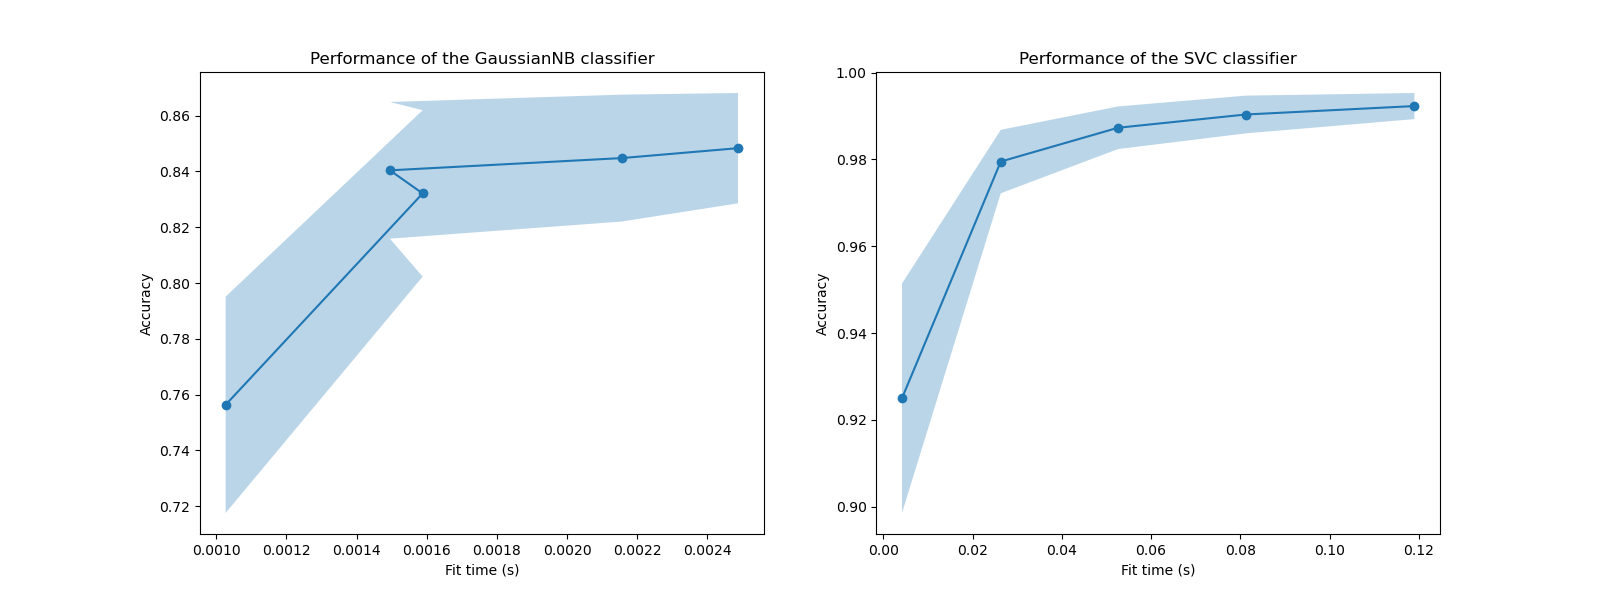 Performance of the GaussianNB classifier
0.86
0.84
0.82
0.80
0.78
0.76
0.74
0.72
Accuracy
0.0010 0.0012 0.0014 0.0016 0.0018 0.0020 0.0022 0.0024
Fit time (s)
Performance of the SVC classifier
1.00
0.98
0.96
0.94
0.92
0.90
Accuracy
0.00 0.02 0.04 0.06 0.08 0.10 0.12
Fit time (s)